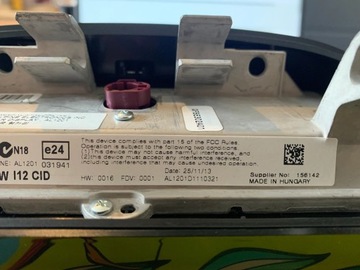 N18
e24
This device complies with part 15 of the FCC Rules
Operation is subject to the following two conditions:
(1)This device may not cause harmful interference, and
(2)this device must accept any interference received,
including interference that may cause undesired operation.
NE: AL1201
031941
W I12 CID
HW: 0016 FDV: 0001
Date: 25/11/13
AL1201D1110321
Supplier No: 158142
MADE IN HUNGARY